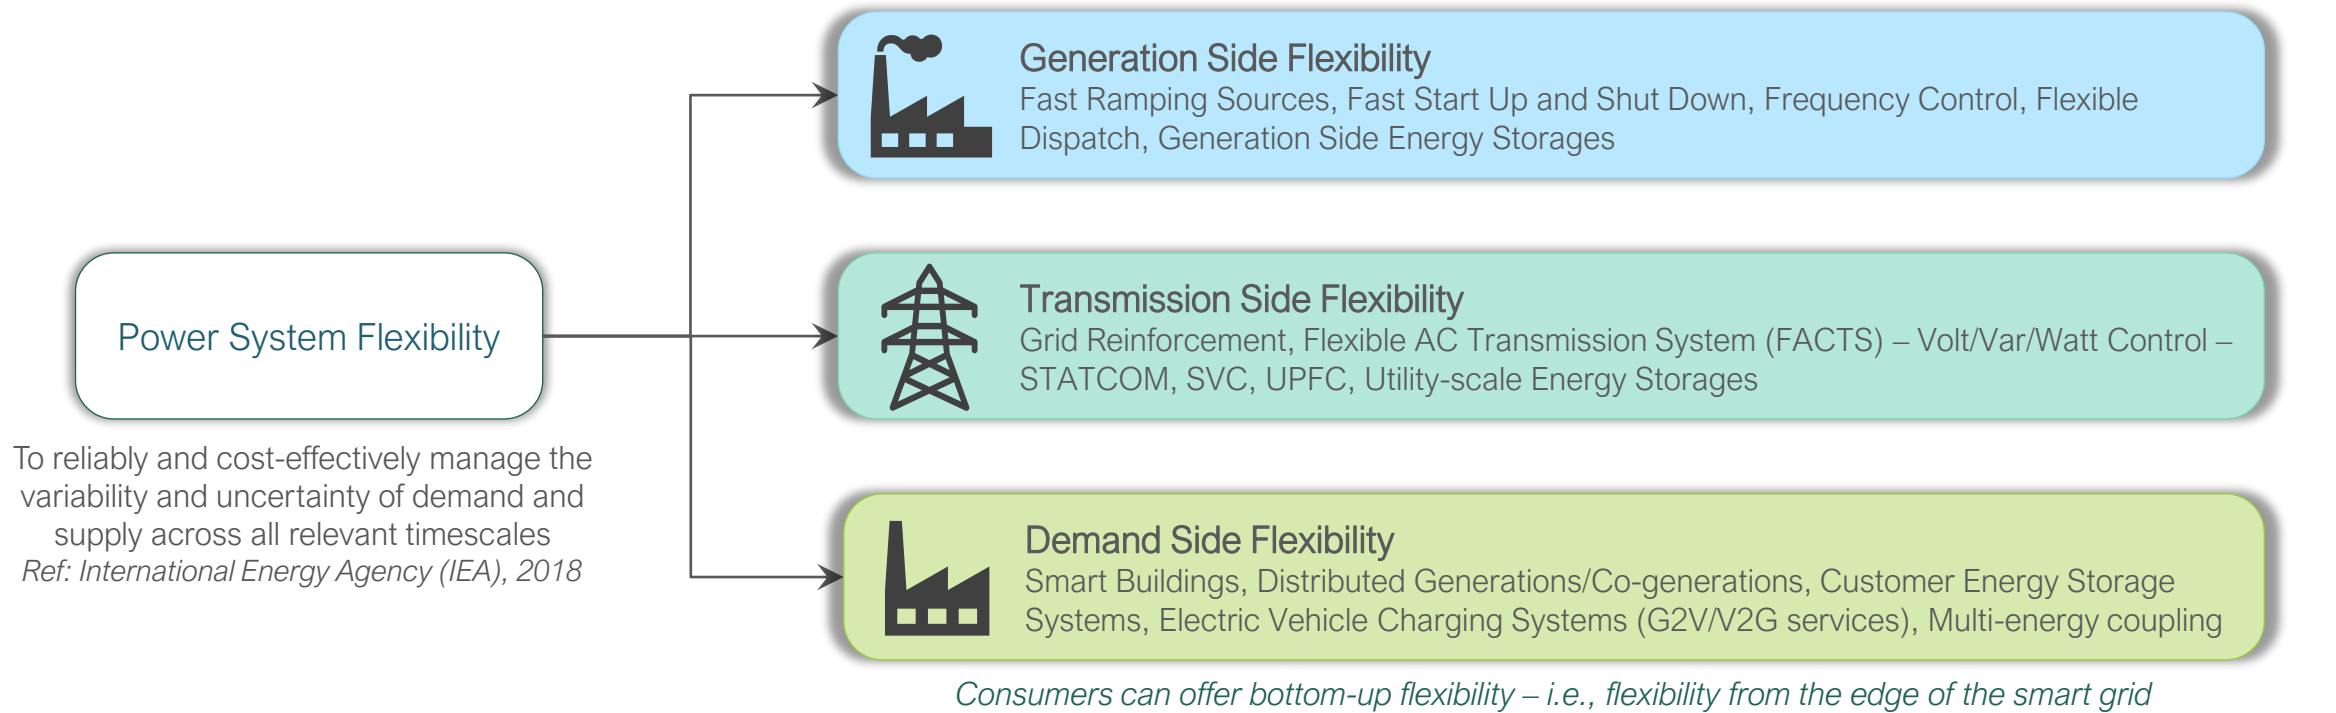 Power System Flexibility
To reliably and cost-effectively manage the
variability and uncertainty of demand and
supply across all relevant timescales
Ref: International Energy Agency (IEA), 2018
Generation Side Flexibility
Fast Ramping Sources, Fast Start Up and Shut Down, Frequency Control, Flexible
Dispatch, Generation Side Energy Storages
Transmission Side Flexibility
Grid Reinforcement, Flexible AC Transmission System (FACTS) – Volt/Var/Watt Control –
STATCOM, SVC, UPFC, Utility-scale Energy Storages
Demand Side Flexibility
Smart Buildings, Distributed Generations/Co-generations, Customer Energy Storage
Systems, Electric Vehicle Charging Systems (G2V/V2G services), Multi-energy coupling
Consumers can offer bottom-up flexibility – i.e., flexibility from the edge of the smart grid